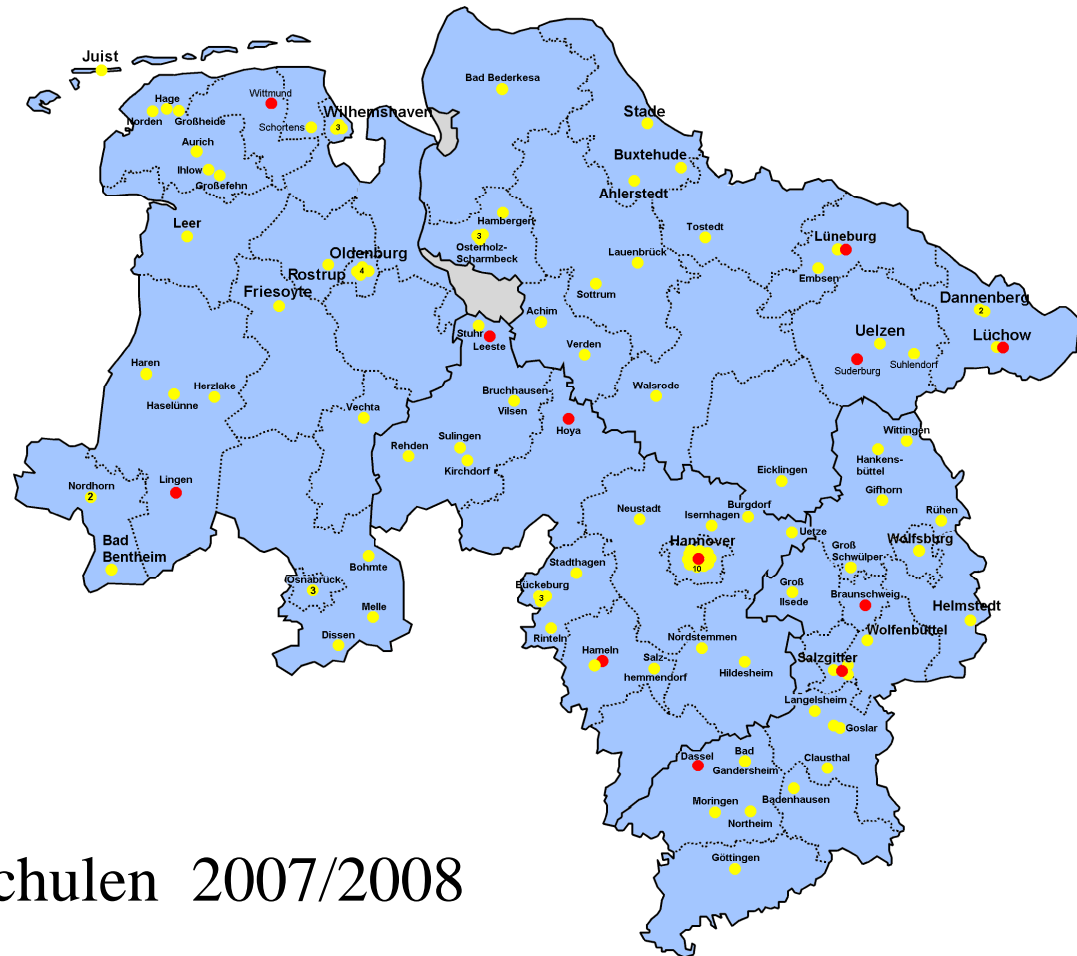 Juist
Bad Bederkesa
Wittmund
Hage
Norden
Großheide
Schortens
Wilhemshaven
3
Stade
Aurich
Buxtehude
Ihlow
Großefehn
Ahlerstedt
Leer
Hambergen
3
Osterholz-
Scharmbeck
Tostedt
Lüneburg
Oldenburg
4
Rostrup
Lauenbrück
Embsen
Friesoyte
Sottrum
Dannenberg
2
Achim
Stuhr
Leeste
Uelzen
Lüchow
Verden
Suderburg
Suhlendorf
Haren
Haselünne
Herzlake
Bruchhausen-
Vilsen
Walsrode
Vechta
Hoya
Rehden
Sulingen
Kirchdorf
Wittingen
Hankens-
büttel
Eicklingen
Gifhorn
Nordhorn
2
Lingen
Neustadt
Isernhagen
Burgdorf
Rühen
Uetze
Wolfsburg
Bad
Bentheim
Hannover
10
Groß
Schwülper
Bohmte
Stadthagen
Osnabrück
3
Bückeburg
3
Groß
Ilsede
Braunschweig
Helmstedt
Melle
Dissen
Rinteln
Nordstemmen
Wolfenbüttel
Hameln
Salz-
hemmendorf
Hildesheim
Salzgitter
Langelsheim
Goslar
Dassel
Bad
Gandersheim
Clausthal
Badenhausen
Moringen
Northeim
Göttingen
chulen 2007/2008